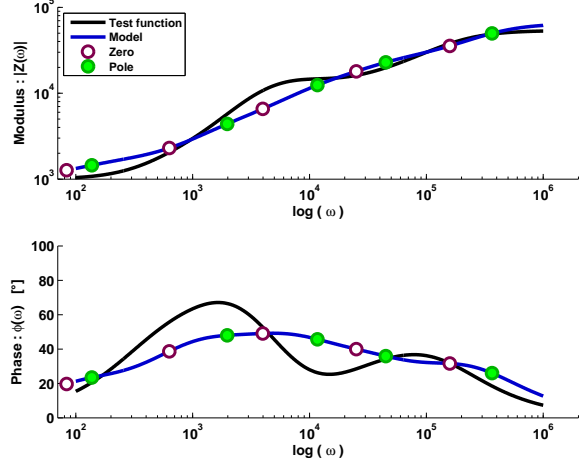 Test function
Model
Zero
Pole
Modulus : |Z(ω)|
10^5
10^4
10^3
10^2 10^3 10^4 10^5 10^6
log ( ω )
Phase : ϕ(ω) [°]
100
80
60
40
20
0
10^2 10^3 10^4 10^5 10^6
log ( ω )